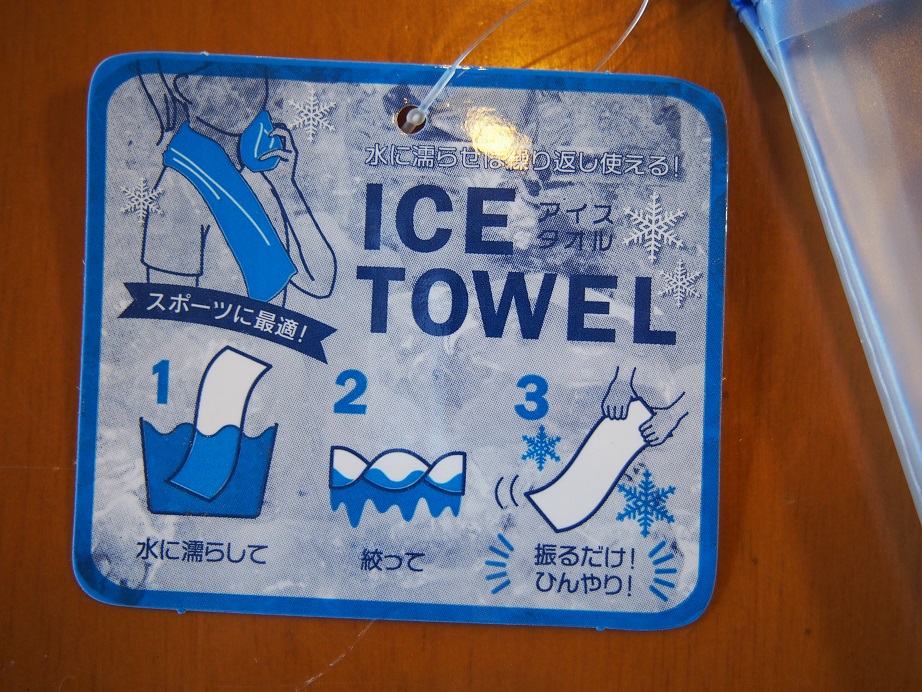 水に濡らせば繰り返し使える!
ICE
アイス
タオル
TOWEL
スポーツに最適!
1
2
3
水に濡らして
絞って
振るだけ!
ひんやり!